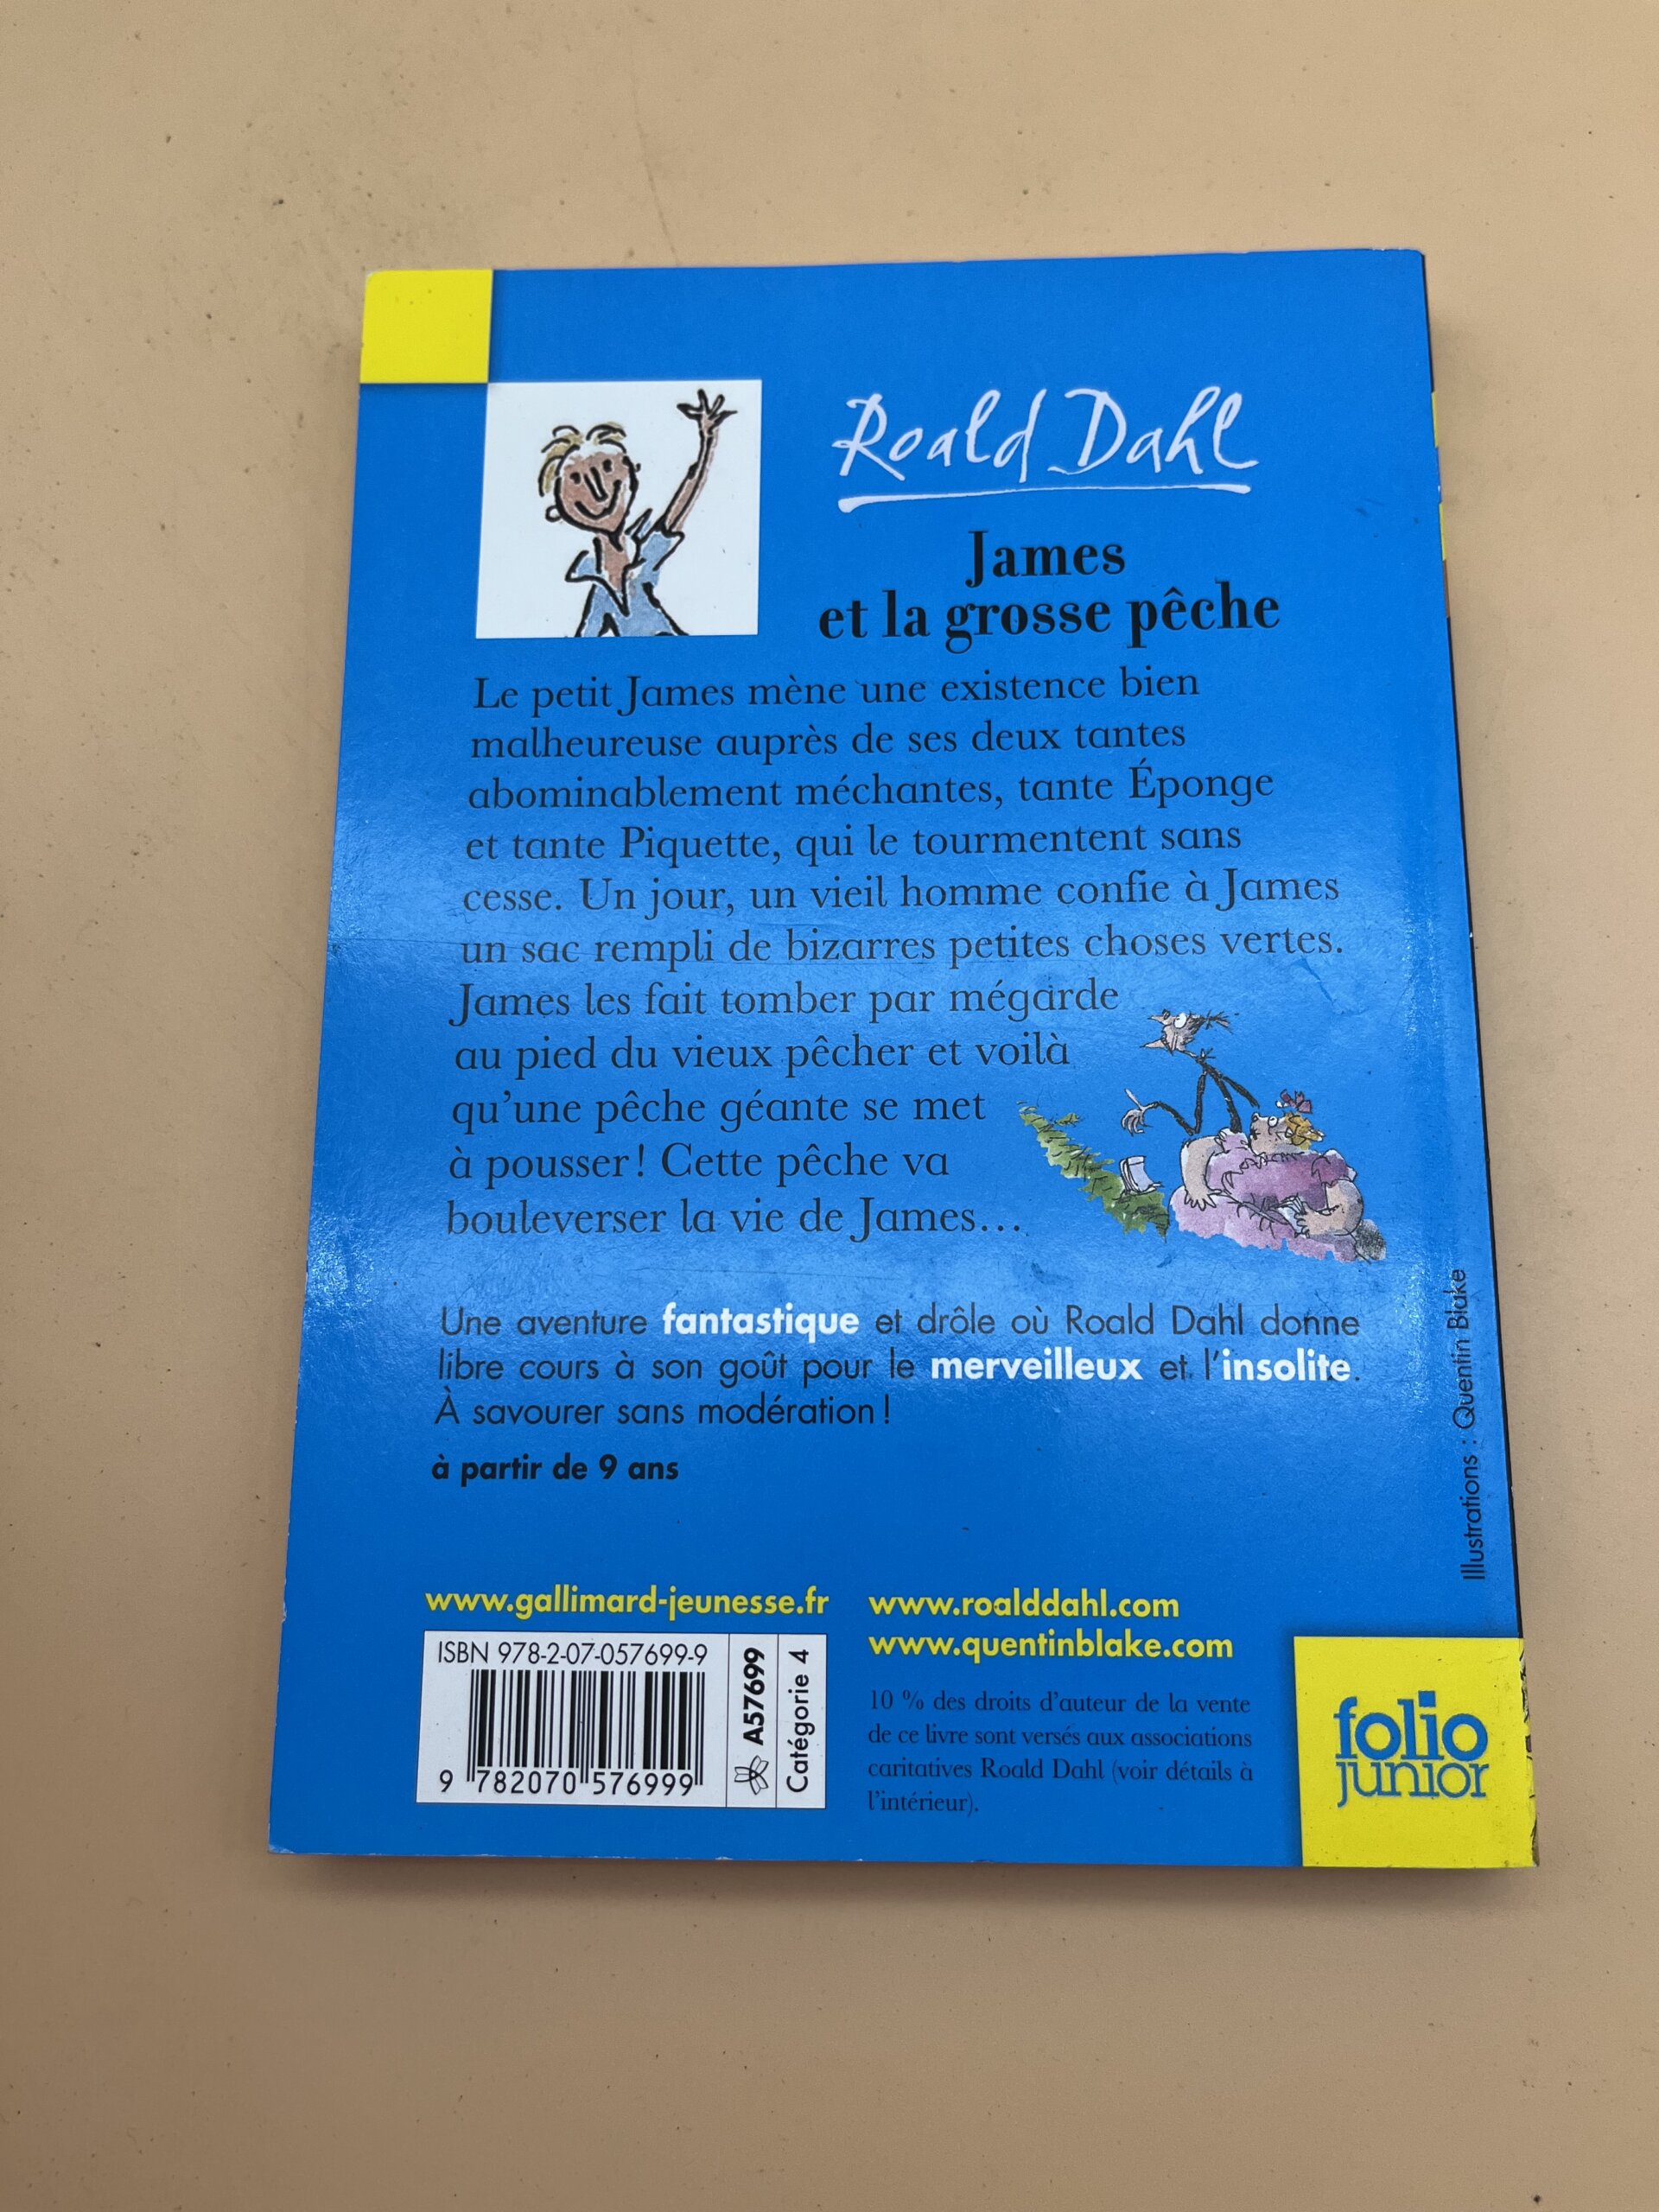 Roald Dahl
James
et la grosse pêche
Le petit James mène une existence bien
malheureuse auprès de ses deux tantes
abominablement méchantes, tante Éponge
et tante Piquette, qui le tourmentent sans
cesse. Un jour, un vieil homme confie à James
un sac rempli de bizarres petites choses vertes.
James les fait tomber par mégarde
au pied du vieux pêcher et voilà
qu'une pêche géante se met
à pousser! Cette pêche va
bouleverser la vie de James...
Une aventure fantastique et drôle où Roald Dahl donne
libre cours à son goût pour le merveilleux et l'insolite.
À savourer sans modération!
à partir de 9 ans
Illustrations : Quentin Blake
www.gallimard-jeunesse.fr
ISBN 978-2-07-057699-9
9 782070 576999
A57699
Catégorie 4
www.roalddahl.com
www.quentinblake.com
10 % des droits d'auteur de la vente
de ce livre sont versés aux associations
caritatives Roald Dahl (voir détails à
l'intérieur).
folio
junior